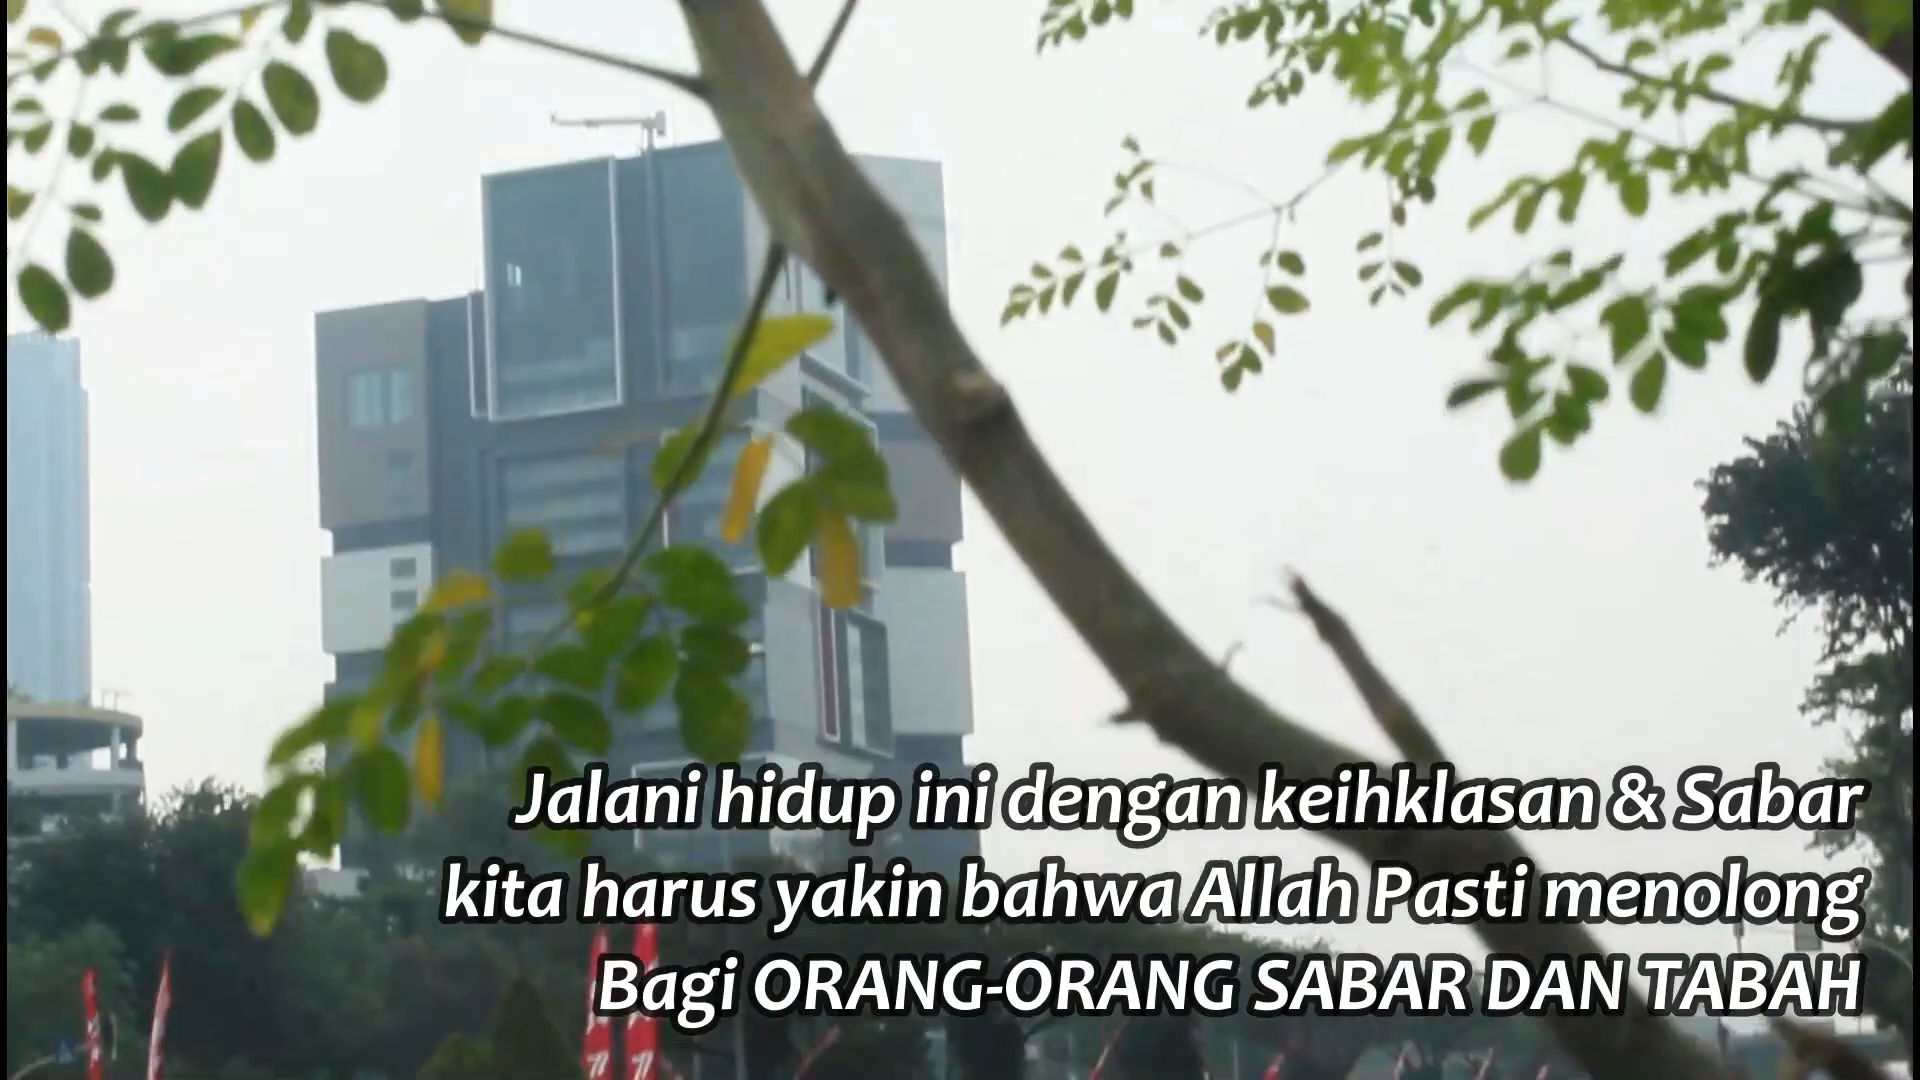 Jalani hidup ini dengan keihklasan & Sabar
kita harus yakin bahwa Allah Pasti menolong
Bagi ORANG-ORANG SABAR DAN TABAH